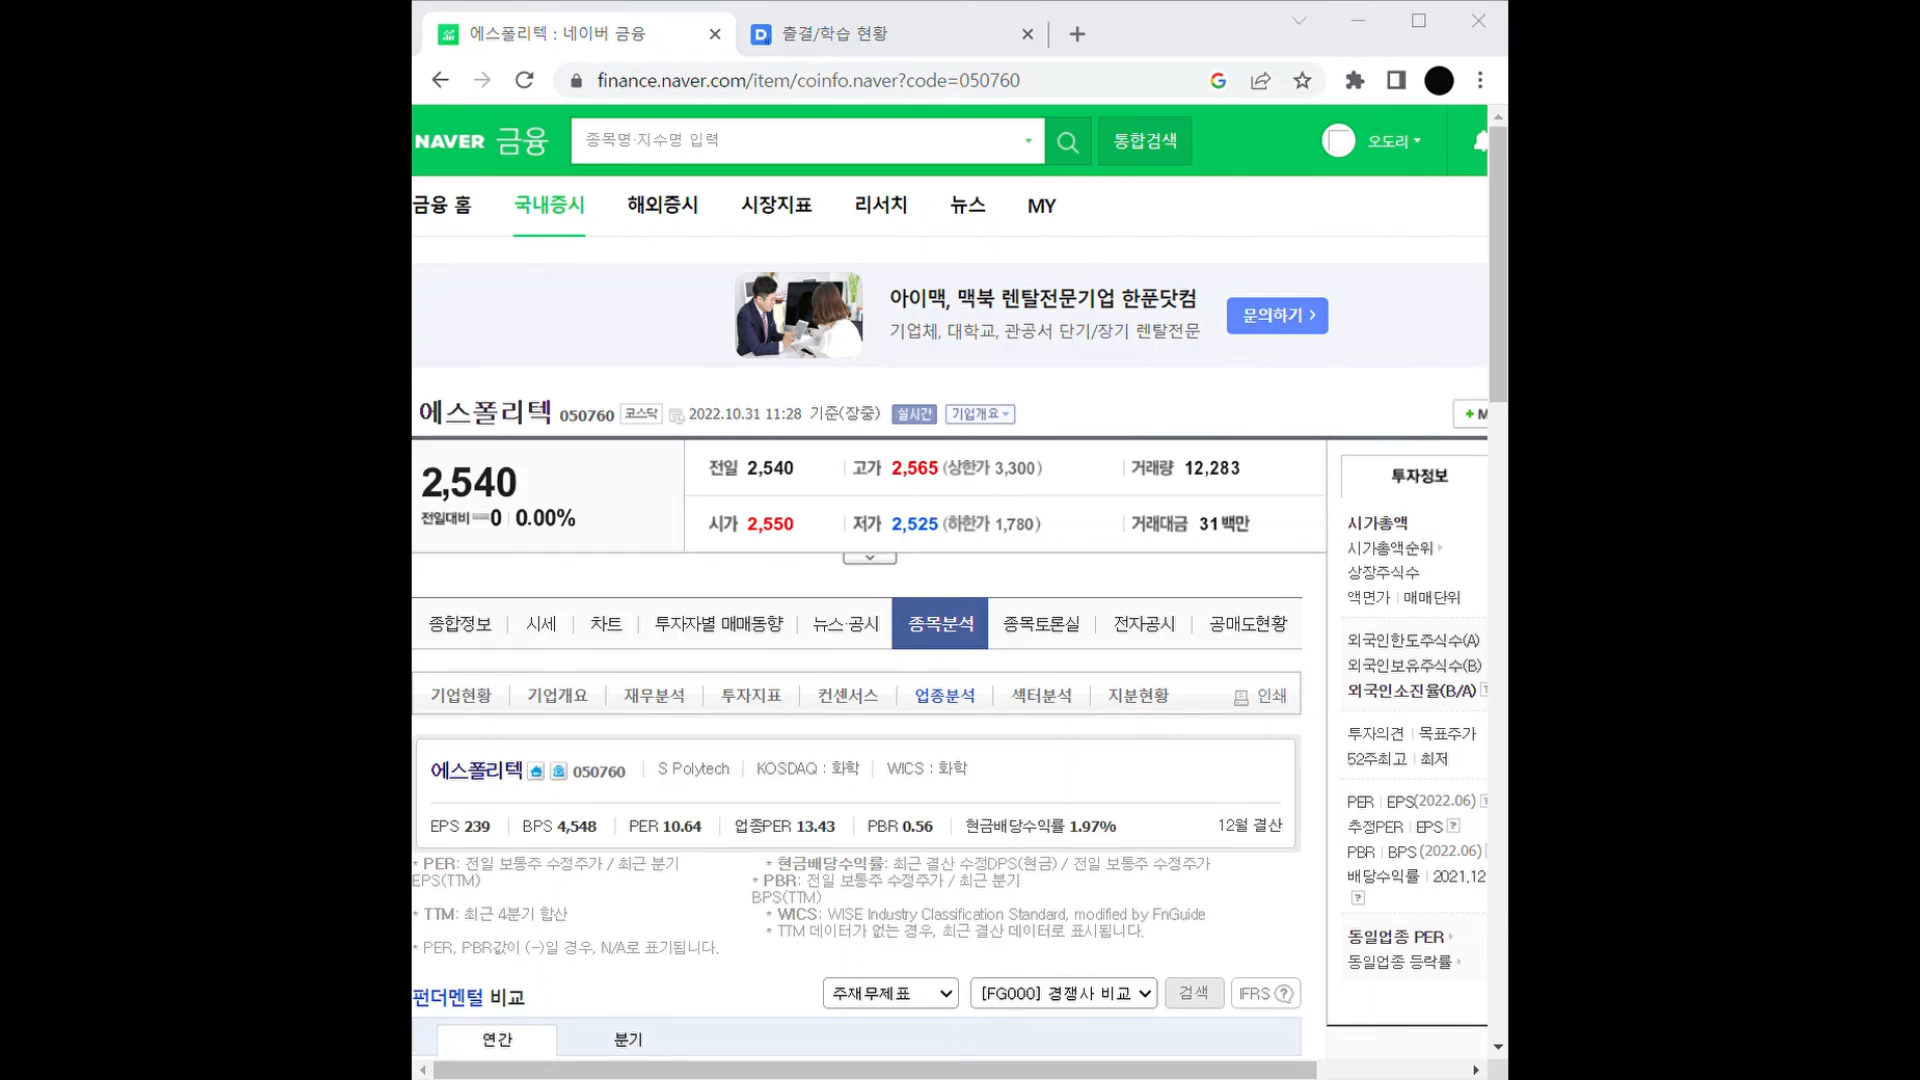 에스폴리텍 : 네이버 금융
출결/학습 현황
finance.naver.com/item/coinfo.naver?code=050760
NAVER 금융
종목명·지수명 입력
통합검색
오도리
금융 홈 국내증시 해외증시 시장지표 리서치 뉴스 MY
아이맥, 맥북 렌탈전문기업 한푼닷컴
기업체, 대학교, 관공서 단기/장기 렌탈전문
문의하기
에스폴리텍 050760 코스닥 2022.10.31 11:28 기준(장중) 실시간 기업개요
+ M
2,540
전일대비 0 0.00%
전일 2,540 고가 2,565 (상한가 3,300) 거래량 12,283
시가 2,550 저가 2,525 (하한가 1,780) 거래대금 31 백만
종합정보 시세 차트 투자자별 매매동향 뉴스·공시 종목분석 종목토론실 전자공시 공매도현황
기업현황 기업개요 재무분석 투자지표 컨센서스 업종분석 섹터분석 지분현황 인쇄
에스폴리텍 050760 S Polytech KOSDAQ : 화학 WICS : 화학
EPS 239 BPS 4,548 PER 10.64 업종PER 13.43 PBR 0.56 현금배당수익률 1.97% 12월 결산
* PER: 전일 보통주 수정주가 / 최근 분기
EPS(TTM)
* TTM: 최근 4분기 합산
* PER, PBR값이 (-)일 경우, N/A로 표기됩니다.
* 현금배당수익률: 최근 결산 수정DPS(현금) / 전일 보통주 수정주가
* PBR: 전일 보통주 수정주가 / 최근 분기
BPS(TTM)
* WICS: WISE Industry Classification Standard, modified by FnGuide
* TTM 데이터가 없는 경우, 최근 결산 데이터로 표시됩니다.
펀더멘털 비교
주재무제표
[FG000] 경쟁사 비교
검색
IFRS ?
연간 분기
투자정보
시가총액
시가총액순위
상장주식수
액면가 | 매매단위
외국인한도주식수(A)
외국인보유주식수(B)
외국인소진율(B/A)
투자의견 | 목표주가
52주최고 | 최저
PER | EPS(2022.06)
추정PER | EPS ?
PBR | BPS (2022.06)
배당수익률 | 2021.12
?
동일업종 PER
동일업종 등락률